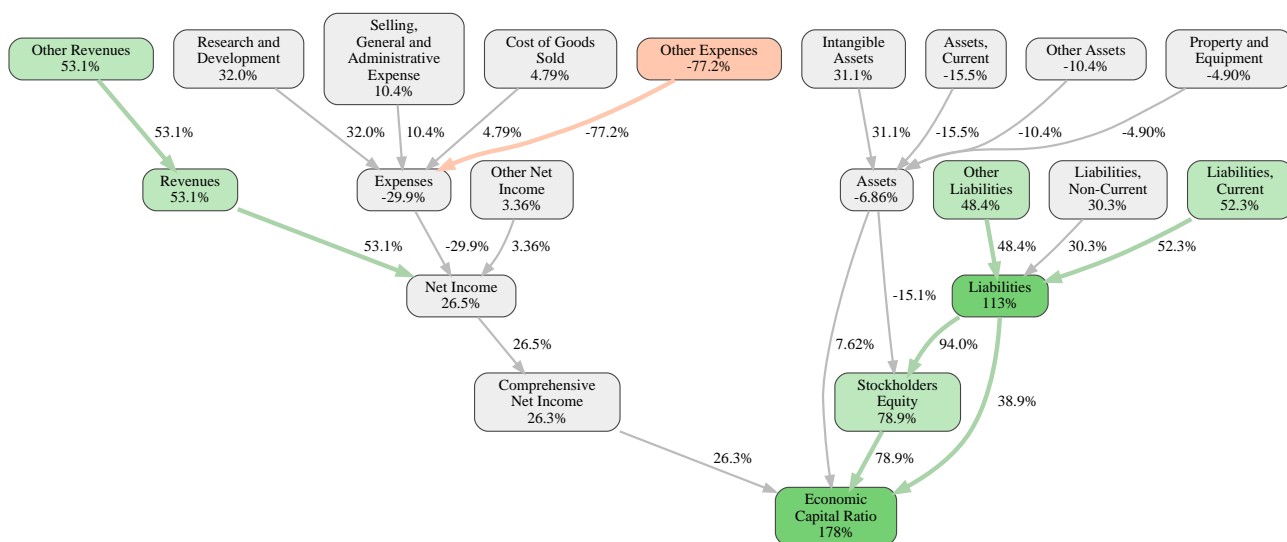 Other Revenues
53.1%
Research and
Development
32.0%
Selling,
General and
Administrative
Expense
10.4%
Cost of Goods
Sold
4.79%
Other Expenses
-77.2%
Intangible
Assets
31.1%
Assets,
Current
-15.5%
Other Assets
-10.4%
Property and
Equipment
-4.90%
53.1%
32.0%
10.4%
4.79%
-77.2%
31.1%
-15.5%
-10.4%
-4.90%
Revenues
53.1%
Expenses
-29.9%
Other Net
Income
3.36%
Assets
-6.86%
Other
Liabilities
48.4%
Liabilities,
Non-Current
30.3%
Liabilities,
Current
52.3%
53.1%
-29.9%
3.36%
48.4%
30.3%
52.3%
Net Income
26.5%
Liabilities
113%
-15.1%
26.5%
7.62%
94.0%
Comprehensive
Net Income
26.3%
Stockholders
Equity
78.9%
38.9%
26.3%
78.9%
Economic
Capital Ratio
178%